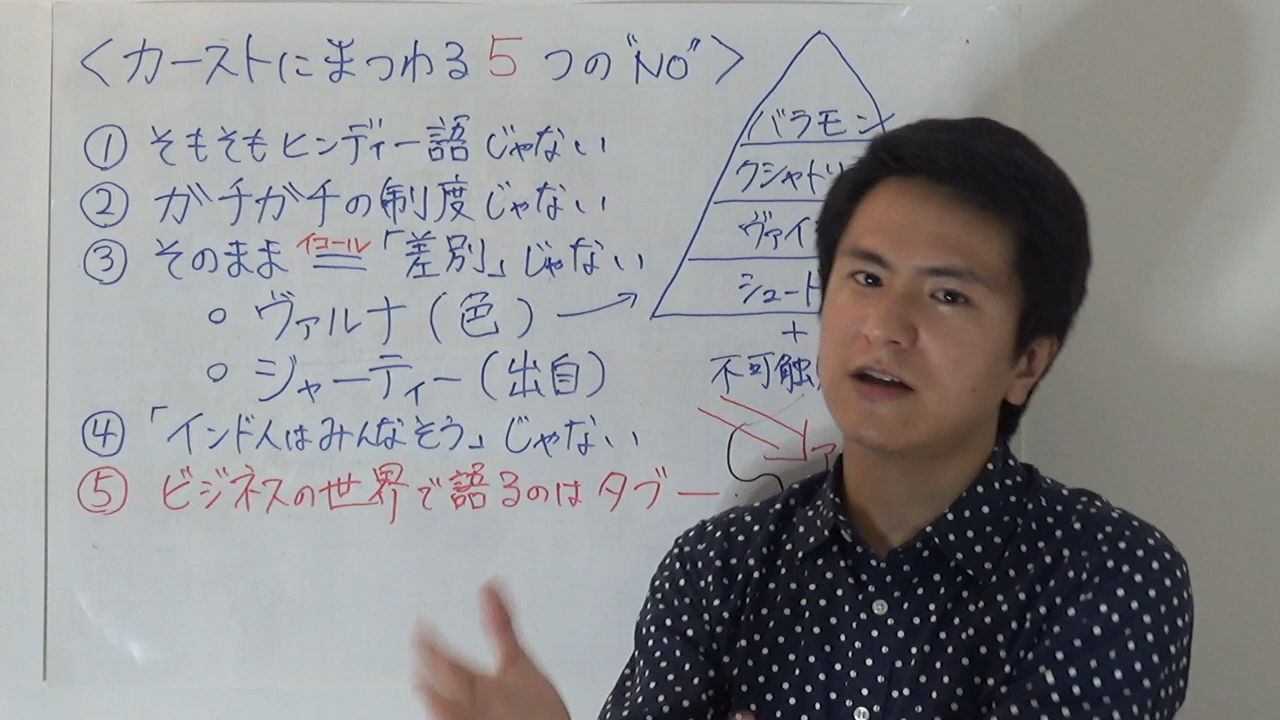 ＜カーストにまつわる5つの"NO"＞
① そもそもヒンディー語じゃない
② ガチガチの制度じゃない
③ そのまま イコール ＝「差別」じゃない
○ ヴァルナ(色) →
○ ジャーティー(出自)
④ 「インド人はみんなそう」じゃない
⑤ ビジネスの世界で語るのはタブー
バラモン
クシャトリ
ヴァイ
シュード
+
不可触